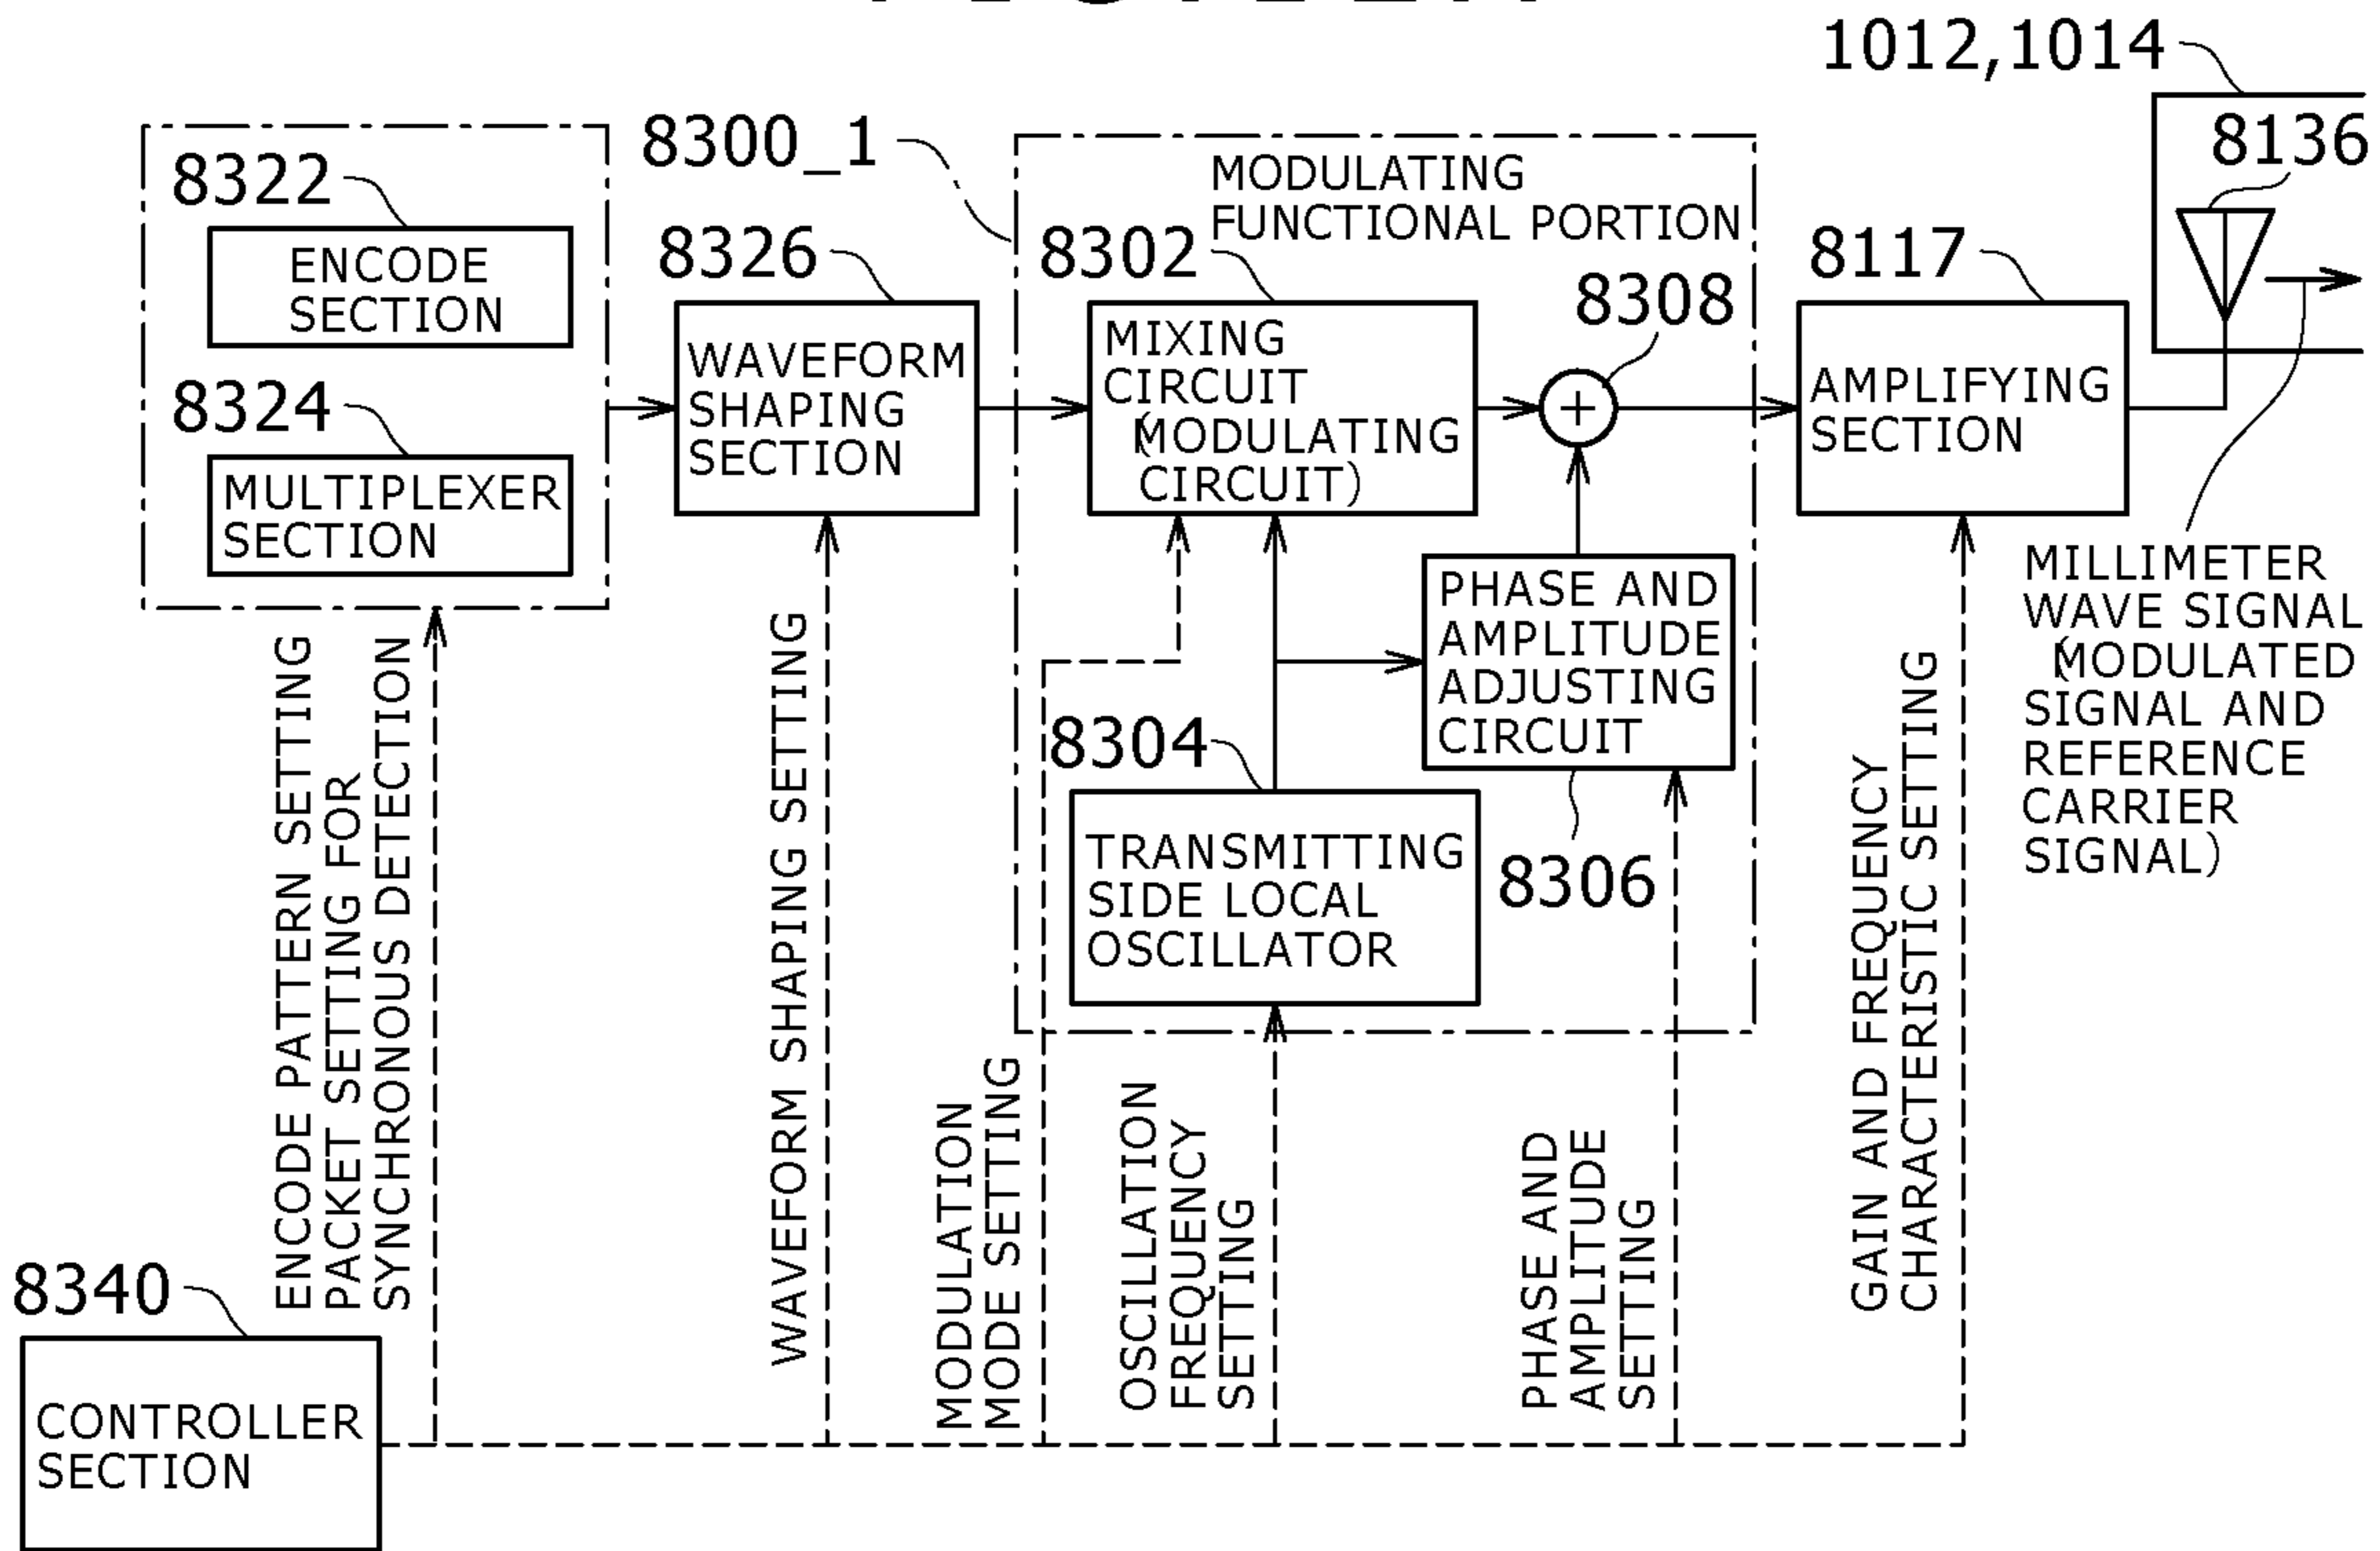 1012,1014
8136
8300_1
MODULATING
FUNCTIONAL PORTION
8322
ENCODE
SECTION
8324
MULTIPLEXER
SECTION
8326
WAVEFORM
SHAPING
SECTION
8302
MIXING
CIRCUIT
(MODULATING
CIRCUIT)
8308
+
8117
AMPLIFYING
SECTION
PHASE AND
AMPLITUDE
ADJUSTING
CIRCUIT
8306
8304
TRANSMITTING
SIDE LOCAL
OSCILLATOR
MILLIMETER
WAVE SIGNAL
(MODULATED
SIGNAL AND
REFERENCE
CARRIER
SIGNAL)
ENCODE PATTERN SETTING
PACKET SETTING FOR
SYNCHRONOUS DETECTION
WAVEFORM SHAPING SETTING
MODULATION
MODE SETTING
OSCILLATION
FREQUENCY
SETTING
PHASE AND
AMPLITUDE
SETTING
GAIN AND FREQUENCY
CHARACTERISTIC SETTING
8340
CONTROLLER
SECTION